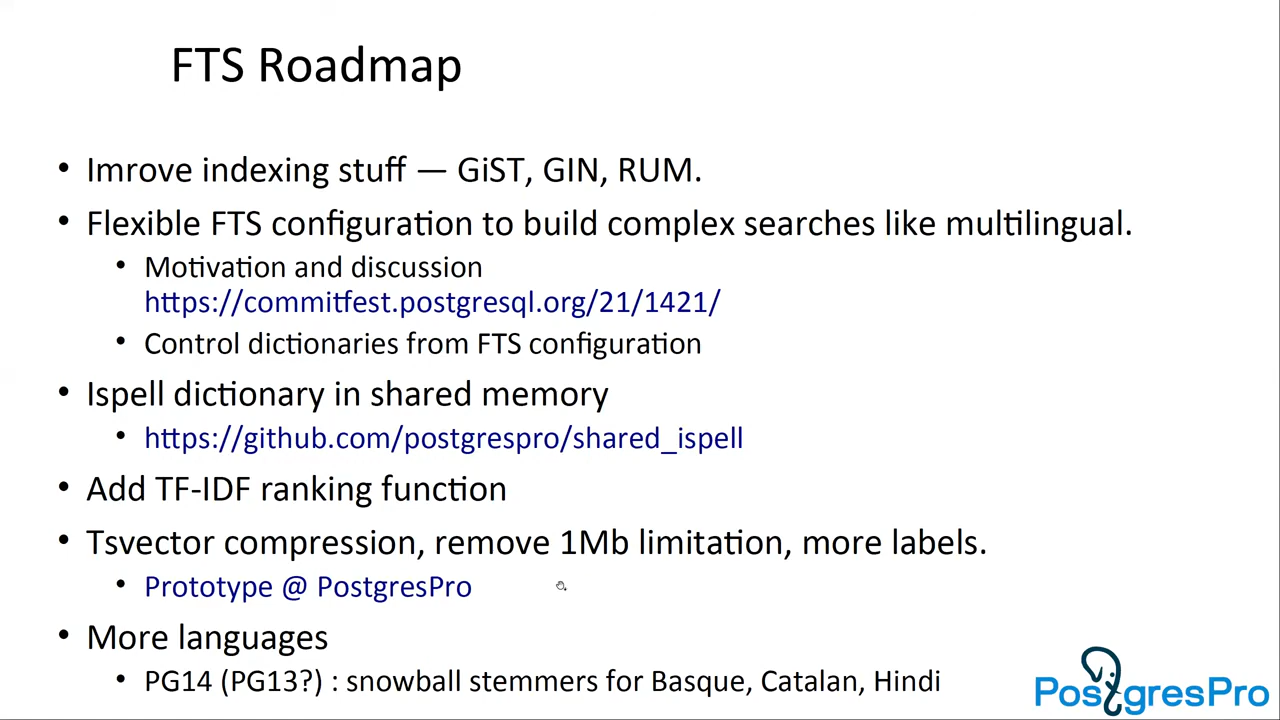 FTS Roadmap
• Imrove indexing stuff — GiST, GIN, RUM.
• Flexible FTS configuration to build complex searches like multilingual.
• Motivation and discussion
https://commitfest.postgresql.org/21/1421/
• Control dictionaries from FTS configuration
• Ispell dictionary in shared memory
• https://github.com/postgrespro/shared_ispell
• Add TF-IDF ranking function
• Tsvector compression, remove 1Mb limitation, more labels.
• Prototype @ PostgresPro
• More languages
• PG14 (PG13?) : snowball stemmers for Basque, Catalan, Hindi
PostgresPro